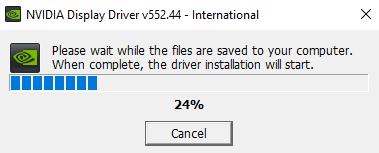 NVIDIA Display Driver v552.44 - International
Please wait while the files are saved to your computer.
When complete, the driver installation will start.
24%
Cancel